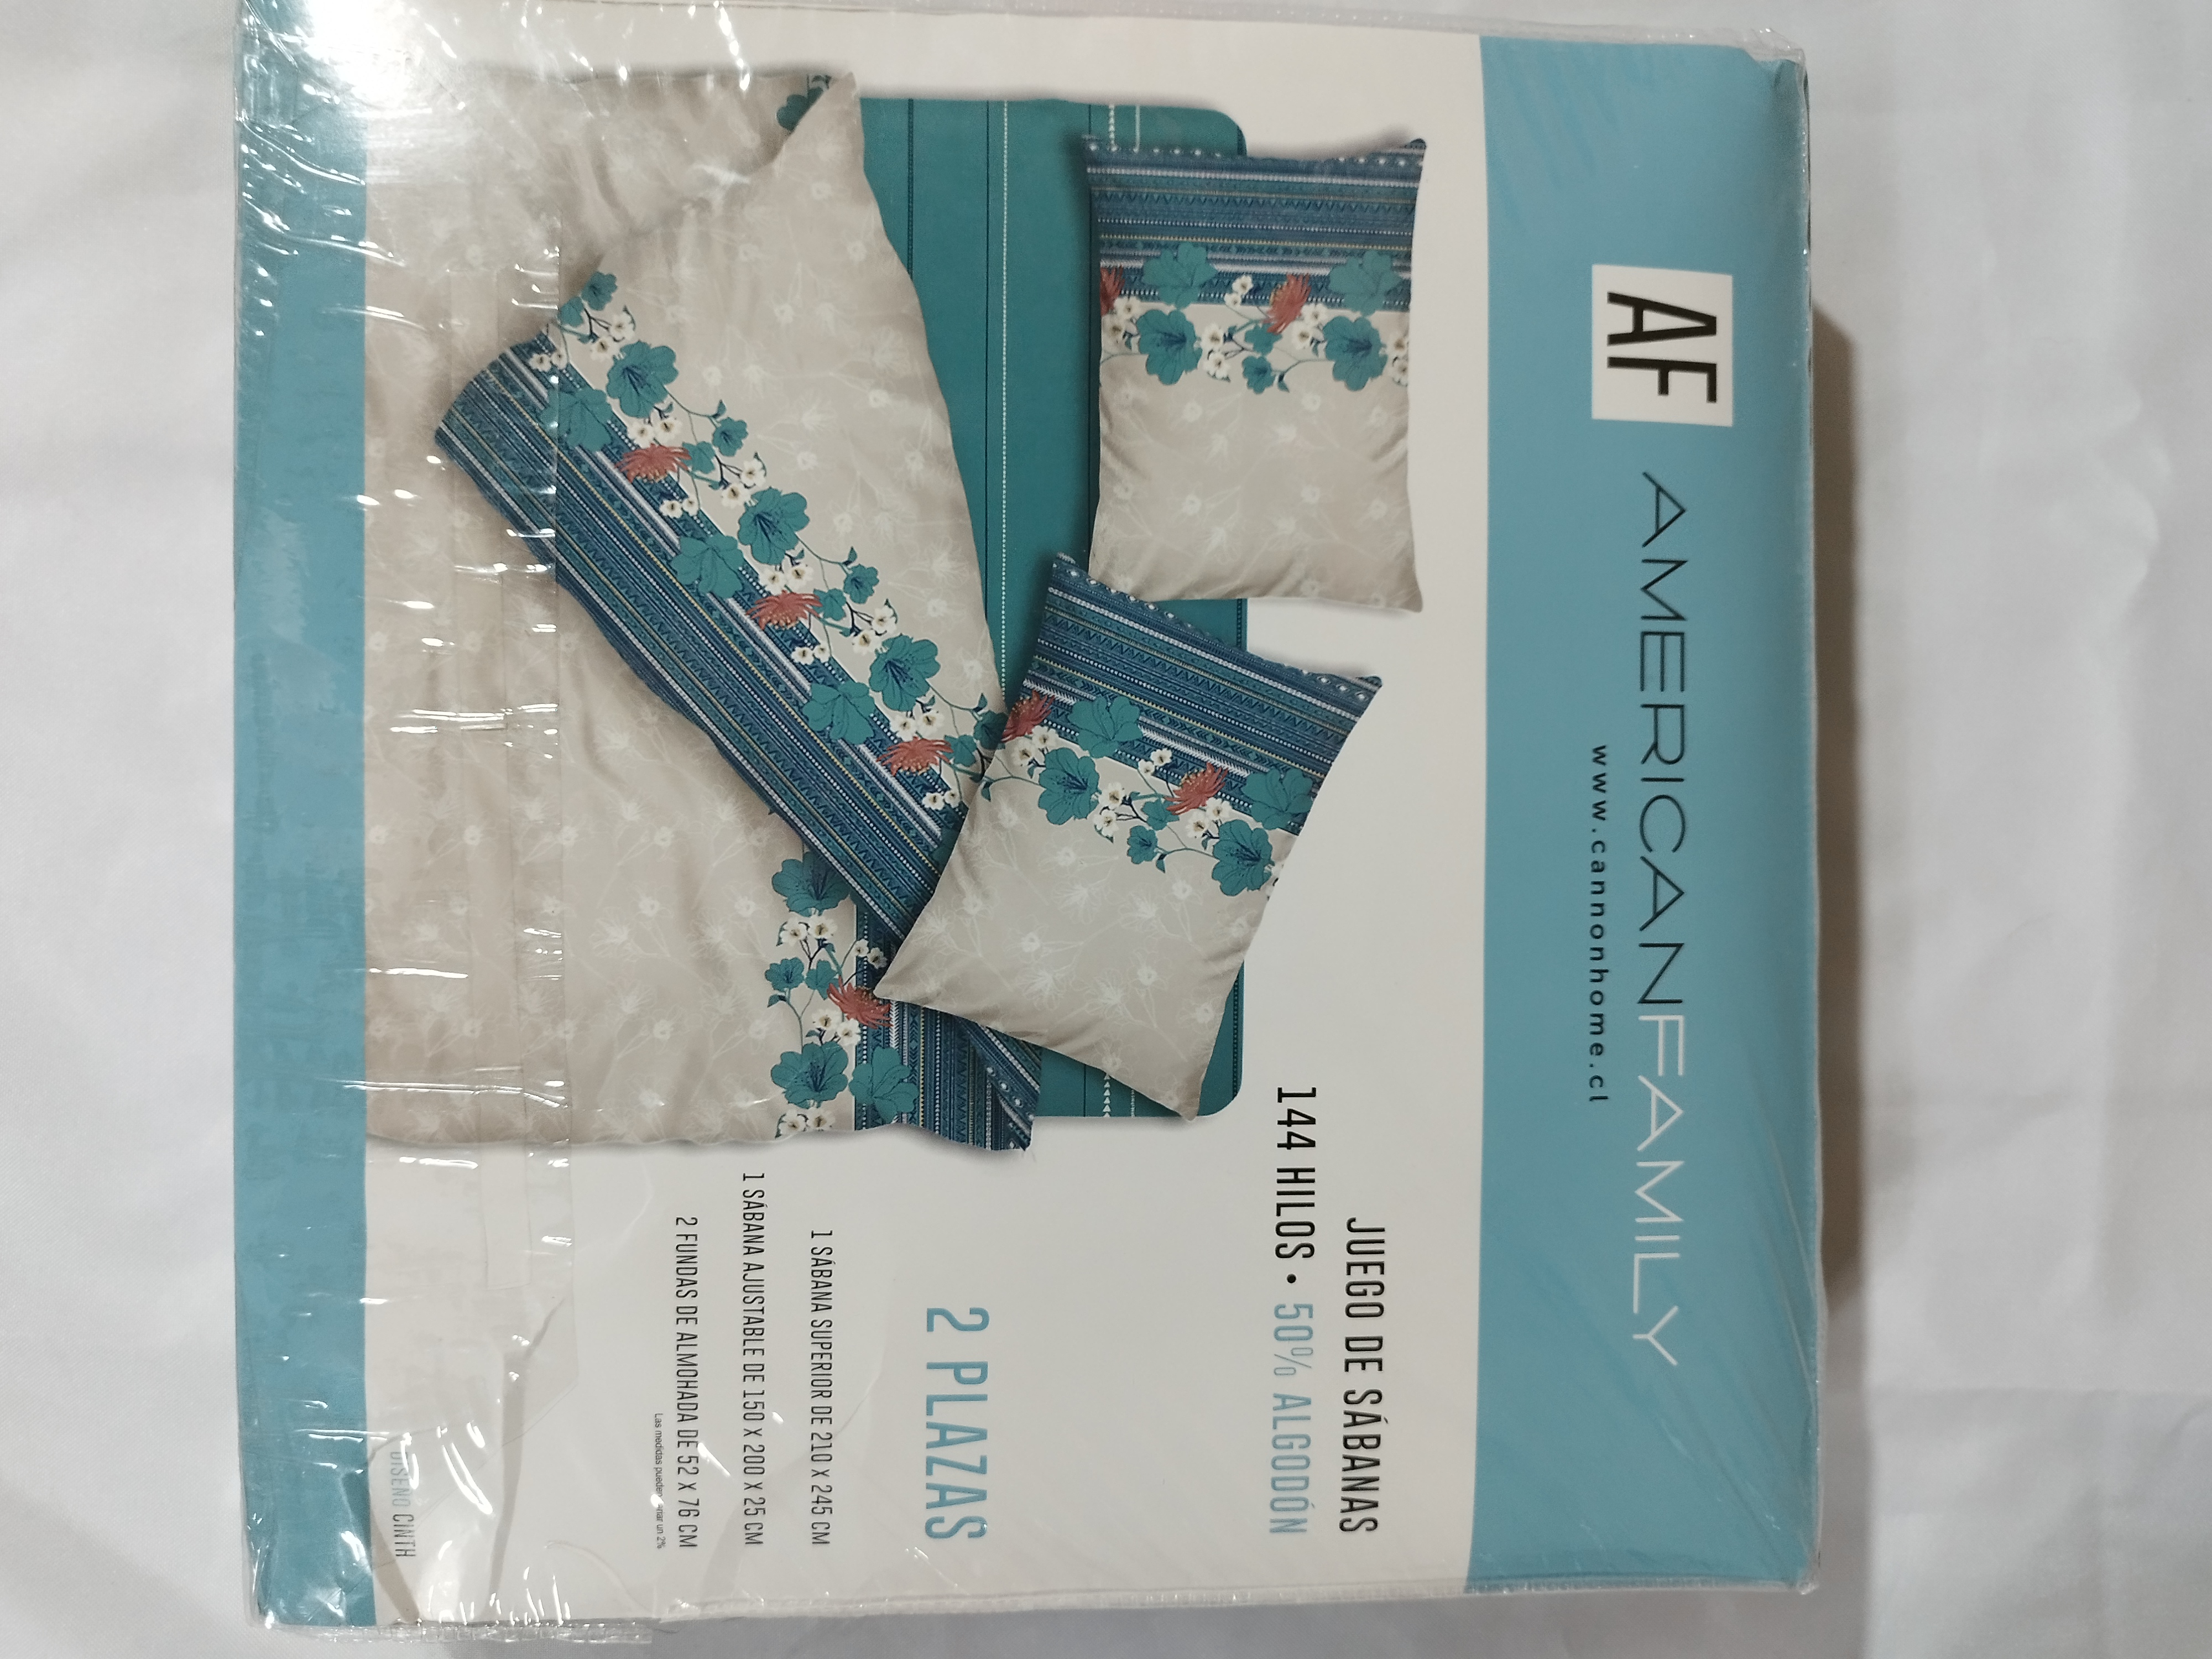 AF AMERICANFAMILY
www.cannonhome.cl
JUEGO DE SÁBANAS
144 HILOS • 50% ALGODÓN
2 PLAZAS
1 SÁBANA SUPERIOR DE 210 X 245 CM
1 SÁBANA AJUSTABLE DE 150 X 200 X 25 CM
2 FUNDAS DE ALMOHADA DE 52 X 76 CM
Las medidas pueden variar un 2%
DISEÑO CINTH